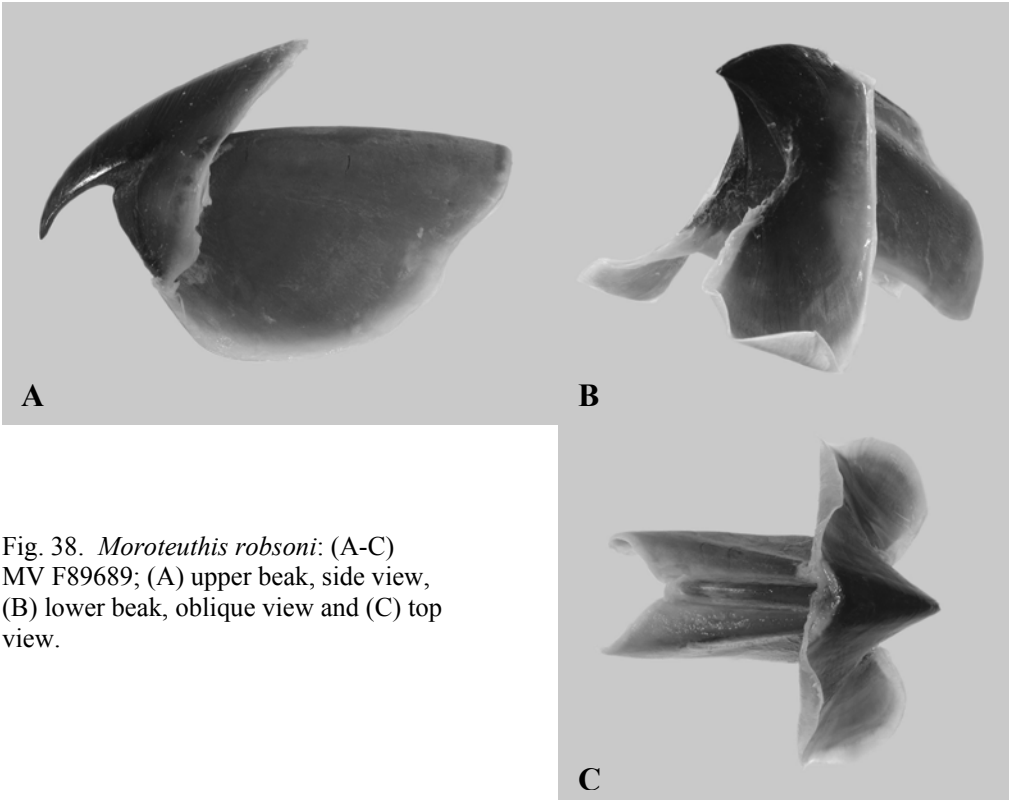 A
B
Fig. 38. Moroteuthis robsoni: (A-C)
MV F89689; (A) upper beak, side view,
(B) lower beak, oblique view and (C) top
view.
C